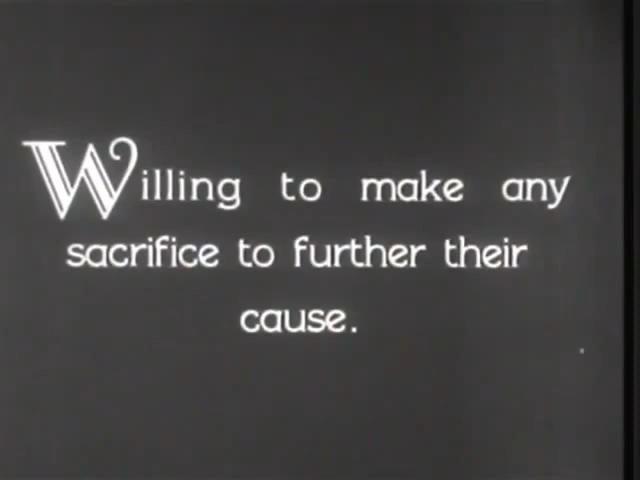 Willing to make any
sacrifice to further their
cause.